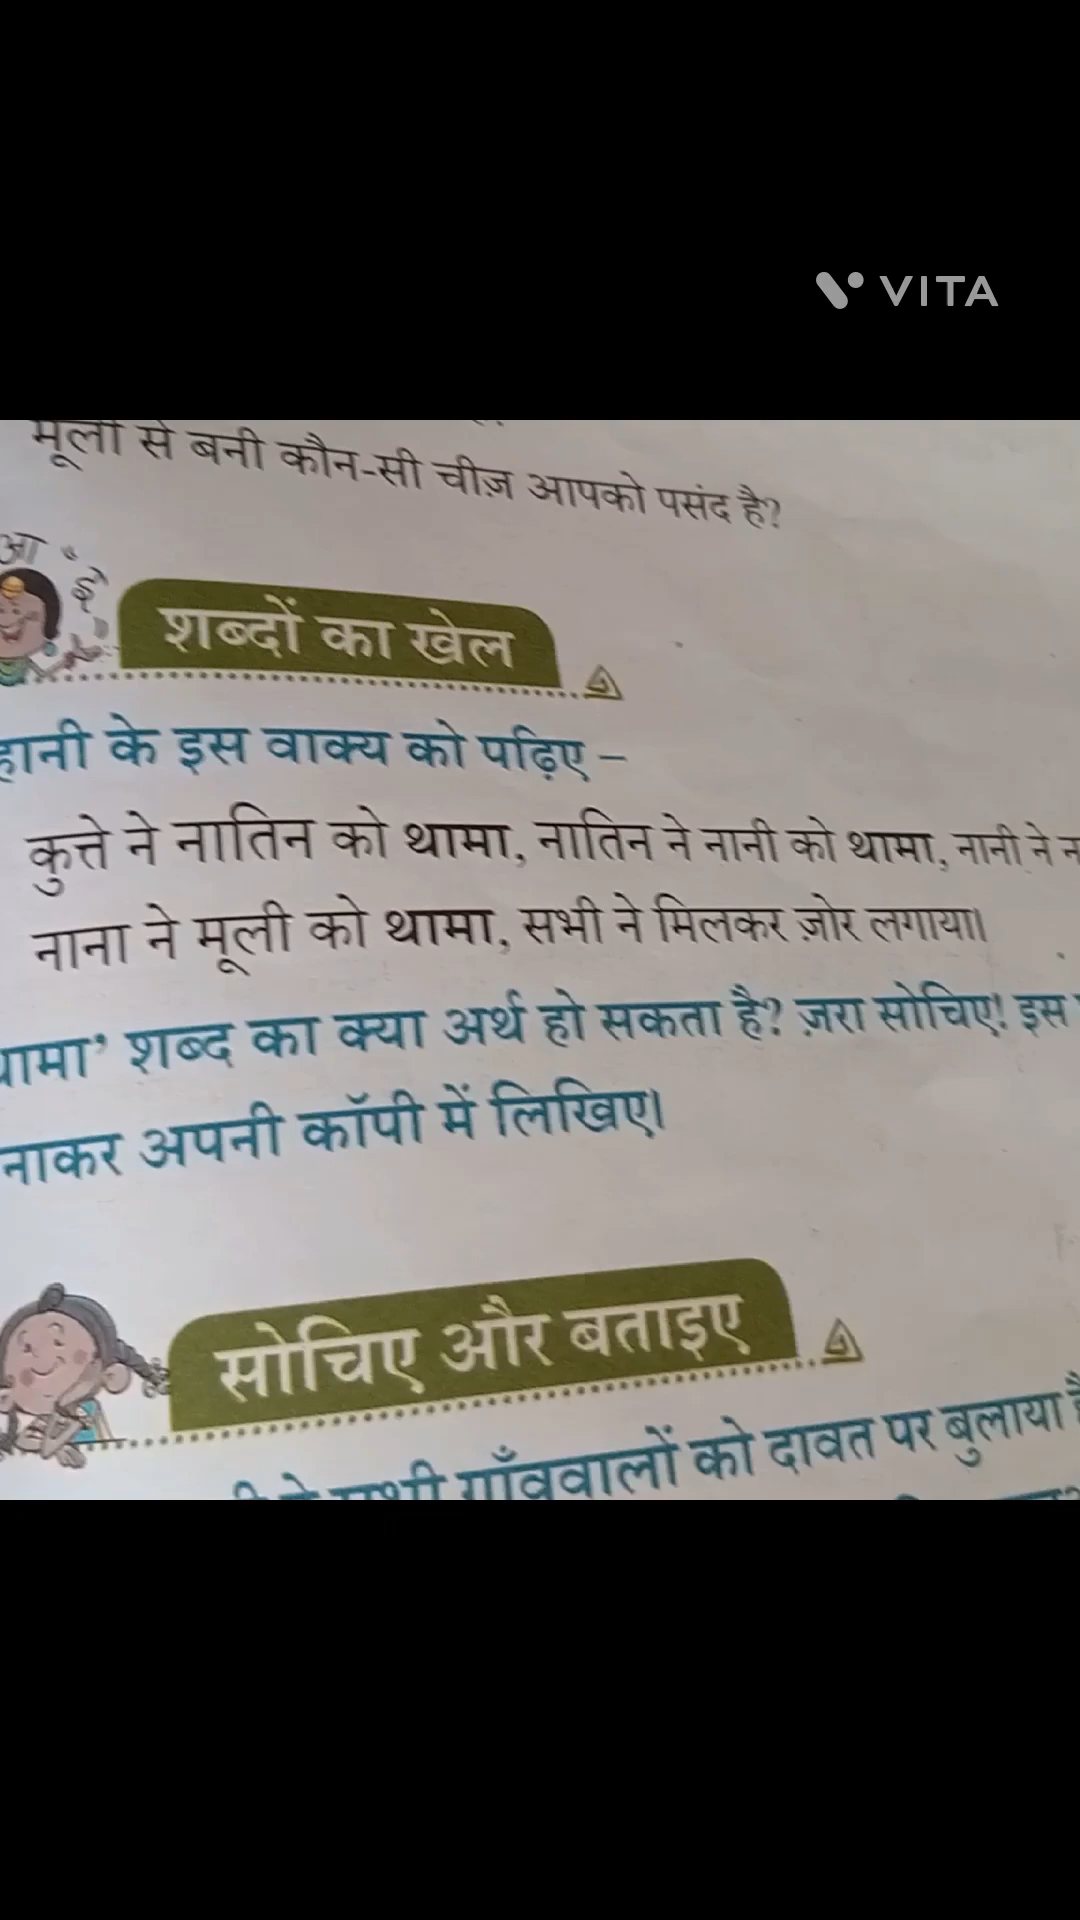 VITA
मूली से बनी कौन-सी चीज़ आपको पसंद है?
आ
इ
शब्दों का खेल
के इस वाक्य को पढ़िए –
कुत्ते ने नातिन को थामा, नातिन ने नानी को थामा, नानी ने
नाना ने मूली को थामा, सभी ने मिलकर ज़ोर लगाया।
शब्द का क्या अर्थ हो सकता है? ज़रा सोचिए! इस
अपनी कॉपी में लिखिए।
सोचिए और बताइए
गाँववालों को दावत पर बुलाया